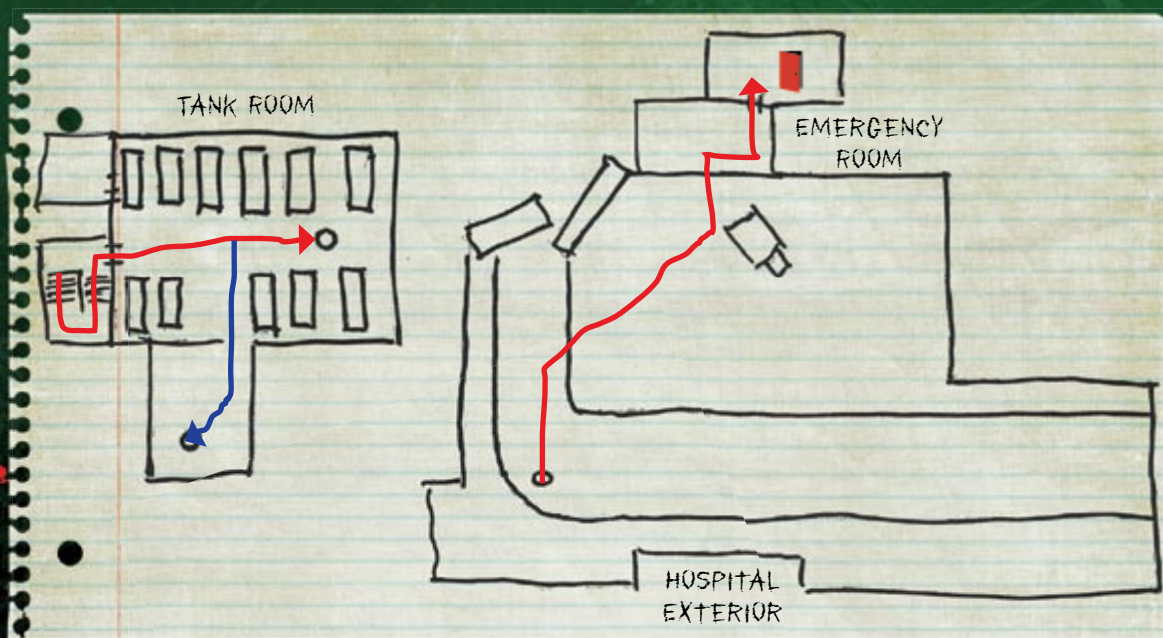 TANK ROOM
EMERGENCY
ROOM
HOSPITAL
EXTERIOR